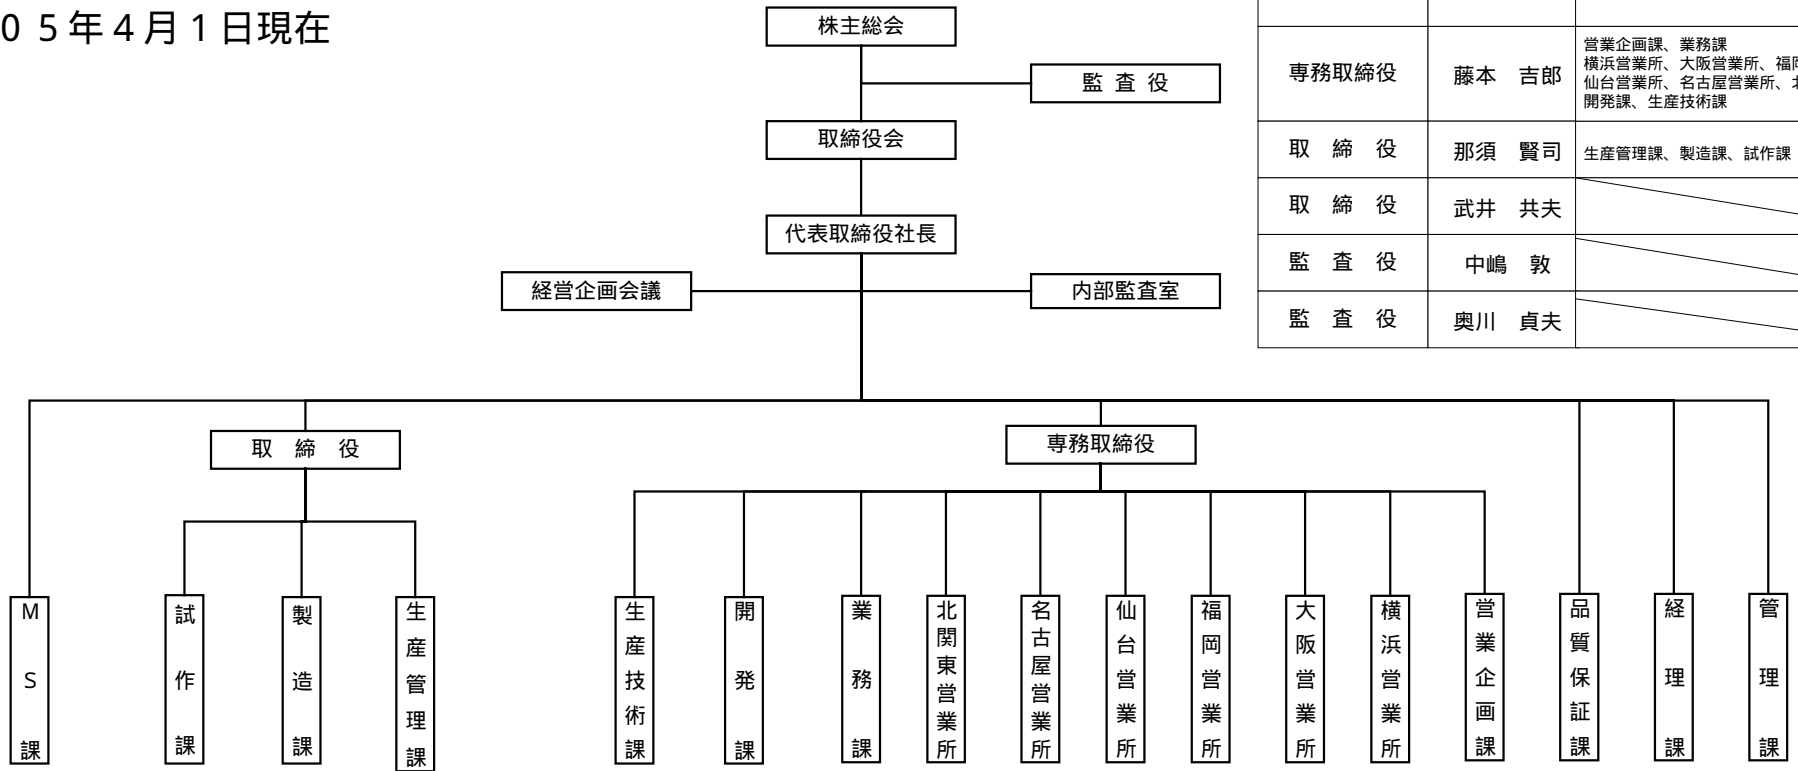 0 5年4月1日現在
株主総会
監 査 役
取締役会
代表取締役社長
経営企画会議
内部監査室
専務取締役
藤本 吉郎
営業企画課、業務課
横浜営業所、大阪営業所、福岡
仙台営業所、名古屋営業所、北
開発課、生産技術課
取 締 役
那須 賢司
生産管理課、製造課、試作課
取 締 役
武井 共夫
監 査 役
中嶋 敦
監 査 役
奥川 貞夫
取 締 役
専務取締役
MS課
試作課
製造課
生産管理課
生産技術課
開発課
業務課
北関東営業所
名古屋営業所
仙台営業所
福岡営業所
大阪営業所
横浜営業所
営業企画課
品質保証課
経理課
管理課